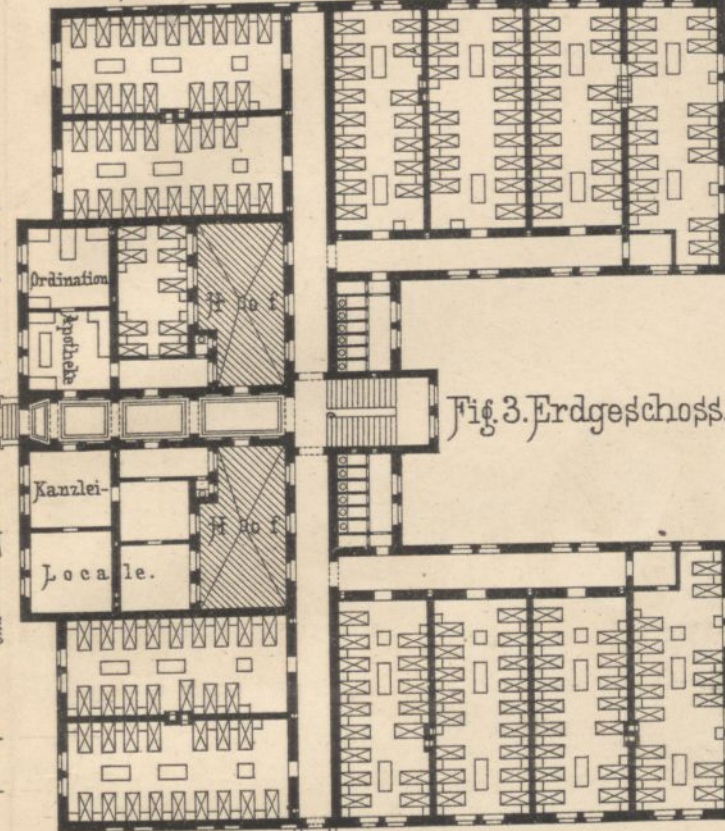 Ordination
Hof
Apotheke
Fig. 3. Erdgeschoss.
Kanzlei-
Hof
Locale.